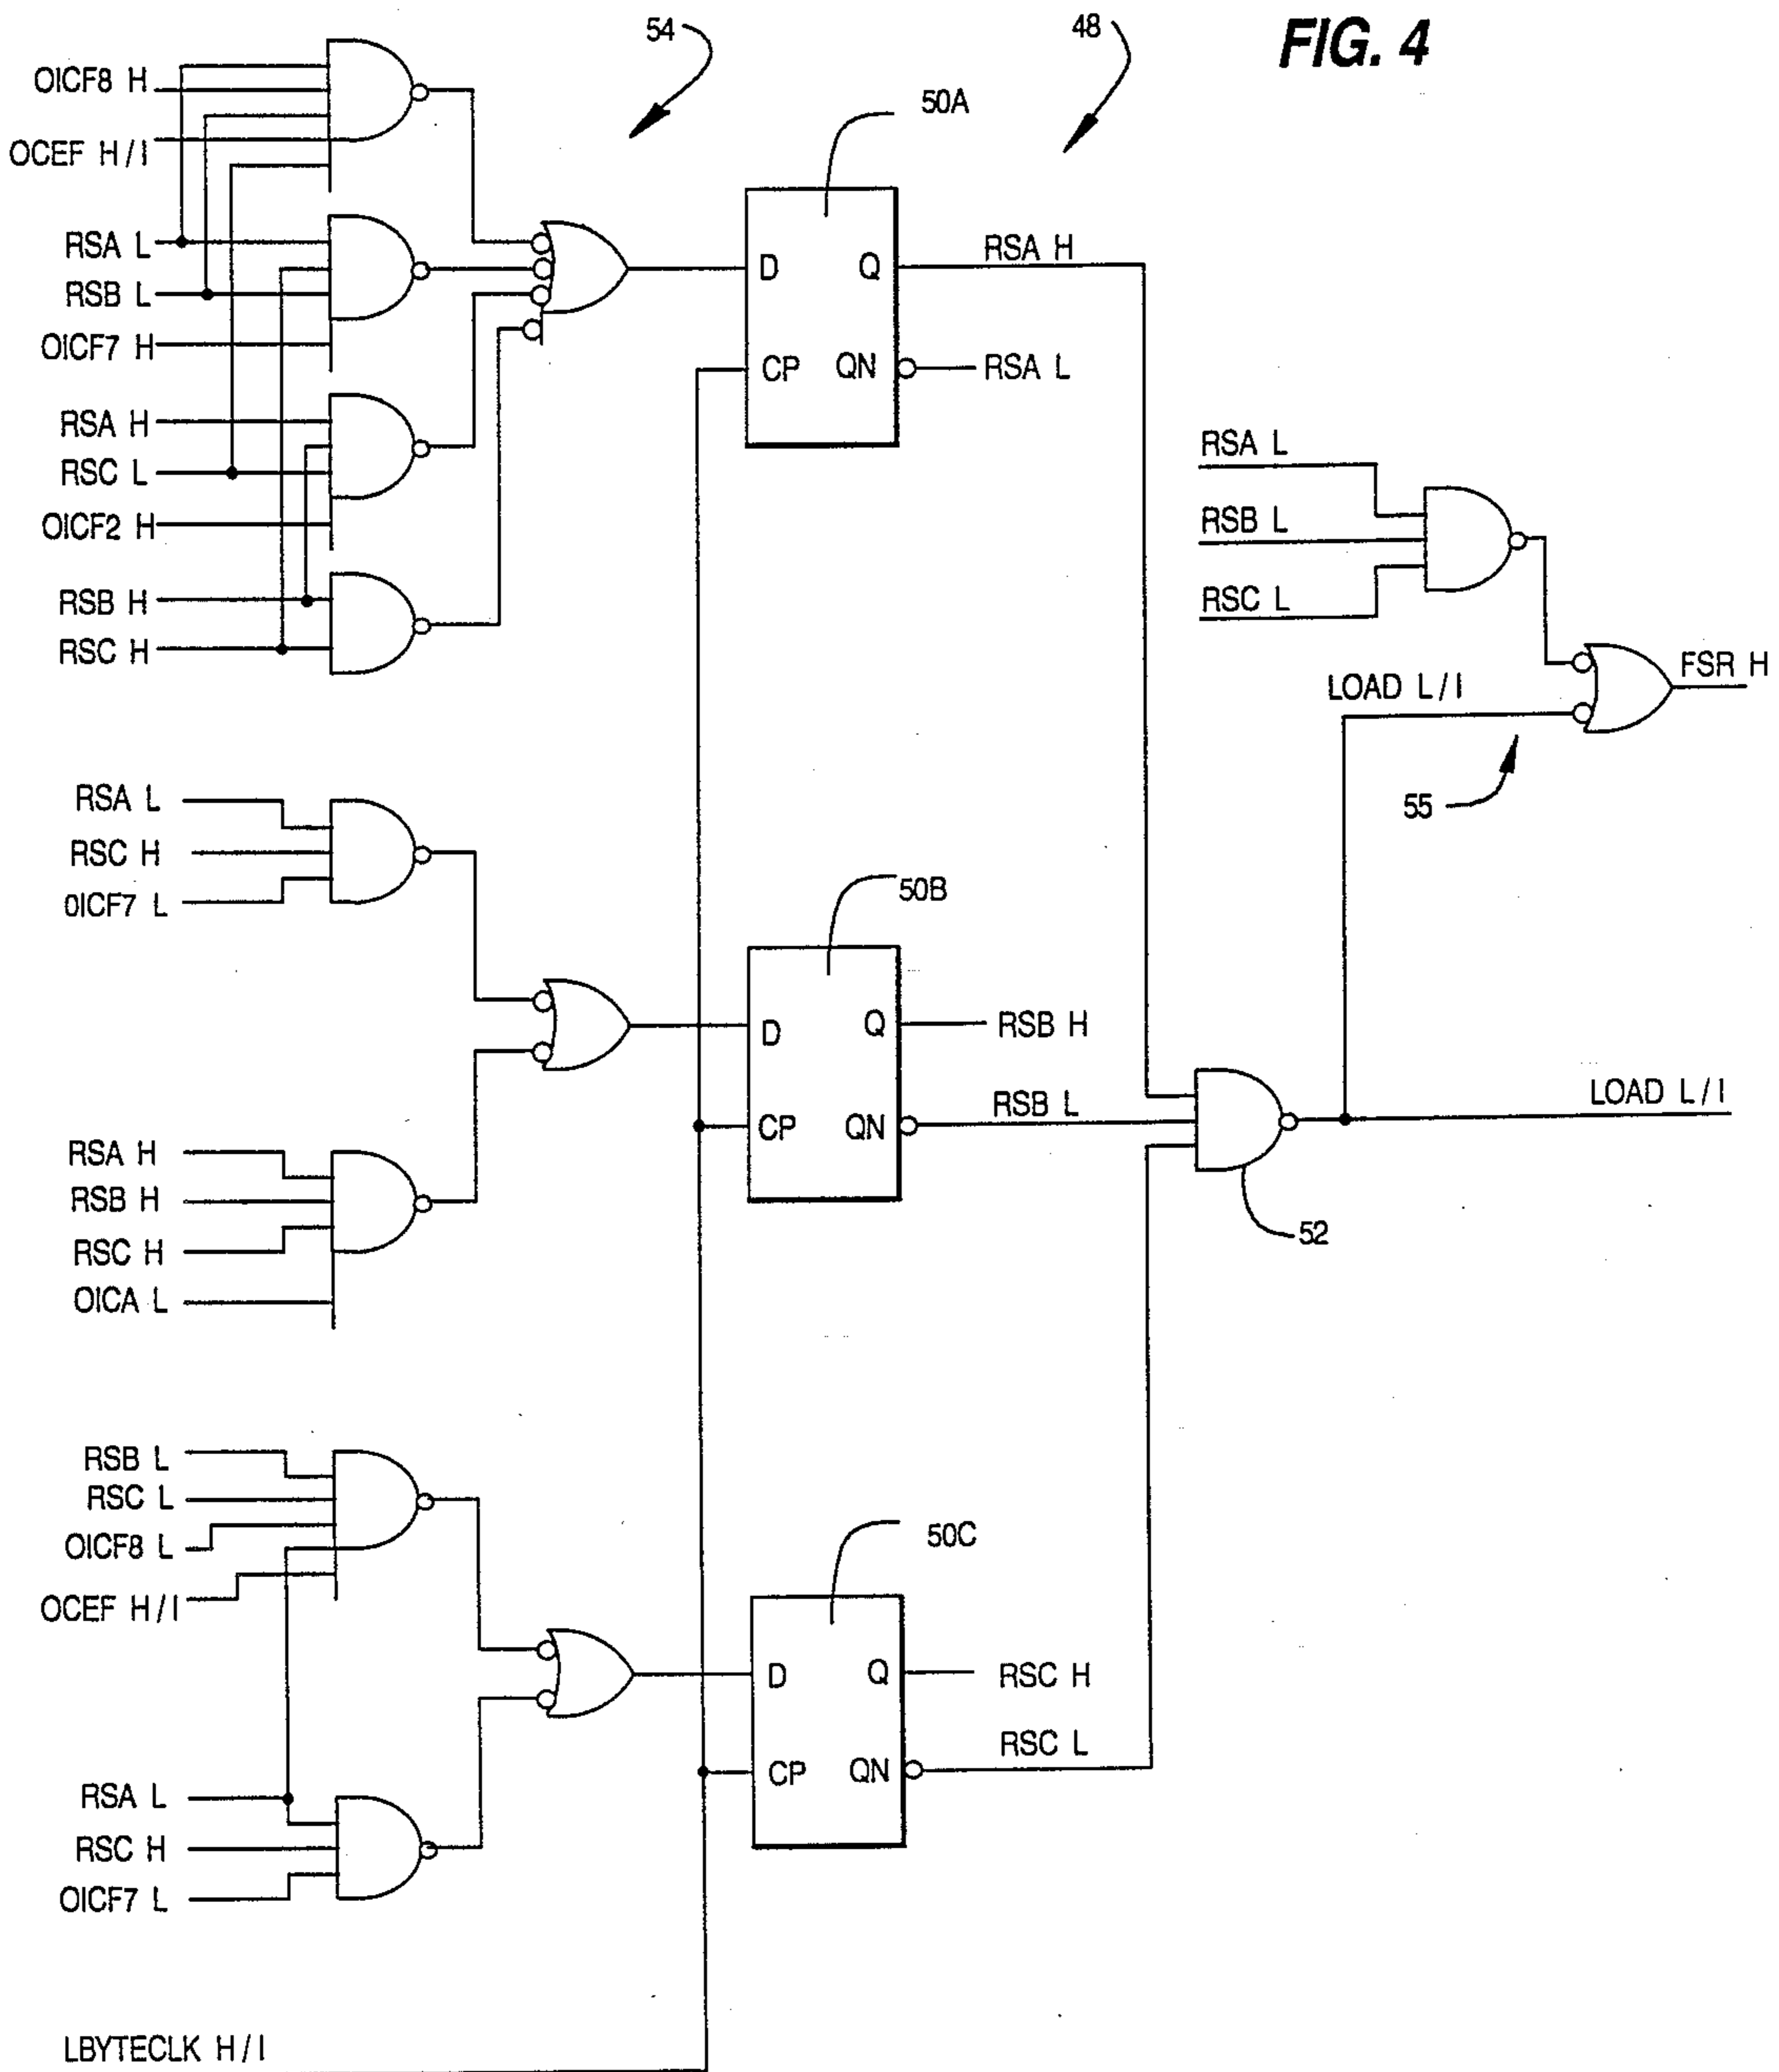 FIG. 4
54
48
50A
OICF8 H
OCEF H/I
RSA L
RSB L
OICF7 H
RSA H
RSC L
OICF2 H
RSB H
RSC H
D
Q
RSA H
CP
QN
RSA L
RSA L
RSB L
RSC L
LOAD L/I
FSR H
55
RSA L
RSC H
OICF7 L
50B
D
Q
RSB H
CP
QN
RSB L
LOAD L/I
52
RSA H
RSB H
RSC H
OICA L
RSB L
RSC L
OICF8 L
OCEF H/I
50C
D
Q
RSC H
CP
QN
RSC L
RSA L
RSC H
OICF7 L
LBYTECLK H/I